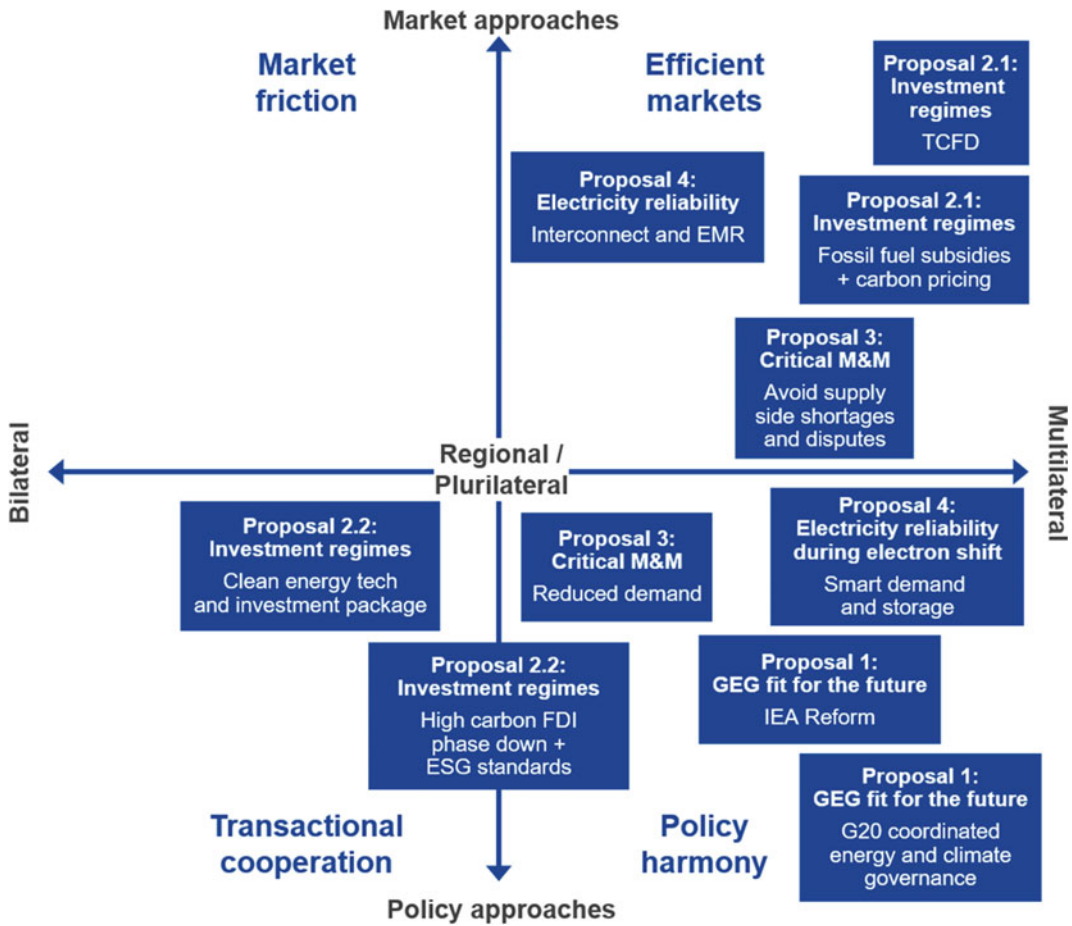 Market approaches
Market
friction
Efficient
markets
Proposal 2.1:
Investment
regimes
TCFD
Proposal 4:
Electricity reliability
Interconnect and EMR
Proposal 2.1:
Investment regimes
Fossil fuel subsidies
+ carbon pricing
Proposal 3:
Critical M&M
Avoid supply
side shortages
and disputes
Bilateral
Regional /
Plurilateral
Multilateral
Proposal 2.2:
Investment regimes
Clean energy tech
and investment package
Proposal 3:
Critical M&M
Reduced demand
Proposal 4:
Electricity reliability
during electron shift
Smart demand
and storage
Proposal 2.2:
Investment regimes
High carbon FDI
phase down +
ESG standards
Proposal 1:
GEG fit for the future
IEA Reform
Proposal 1:
GEG fit for the future
G20 coordinated
energy and climate
governance
Transactional
cooperation
Policy
harmony
Policy approaches